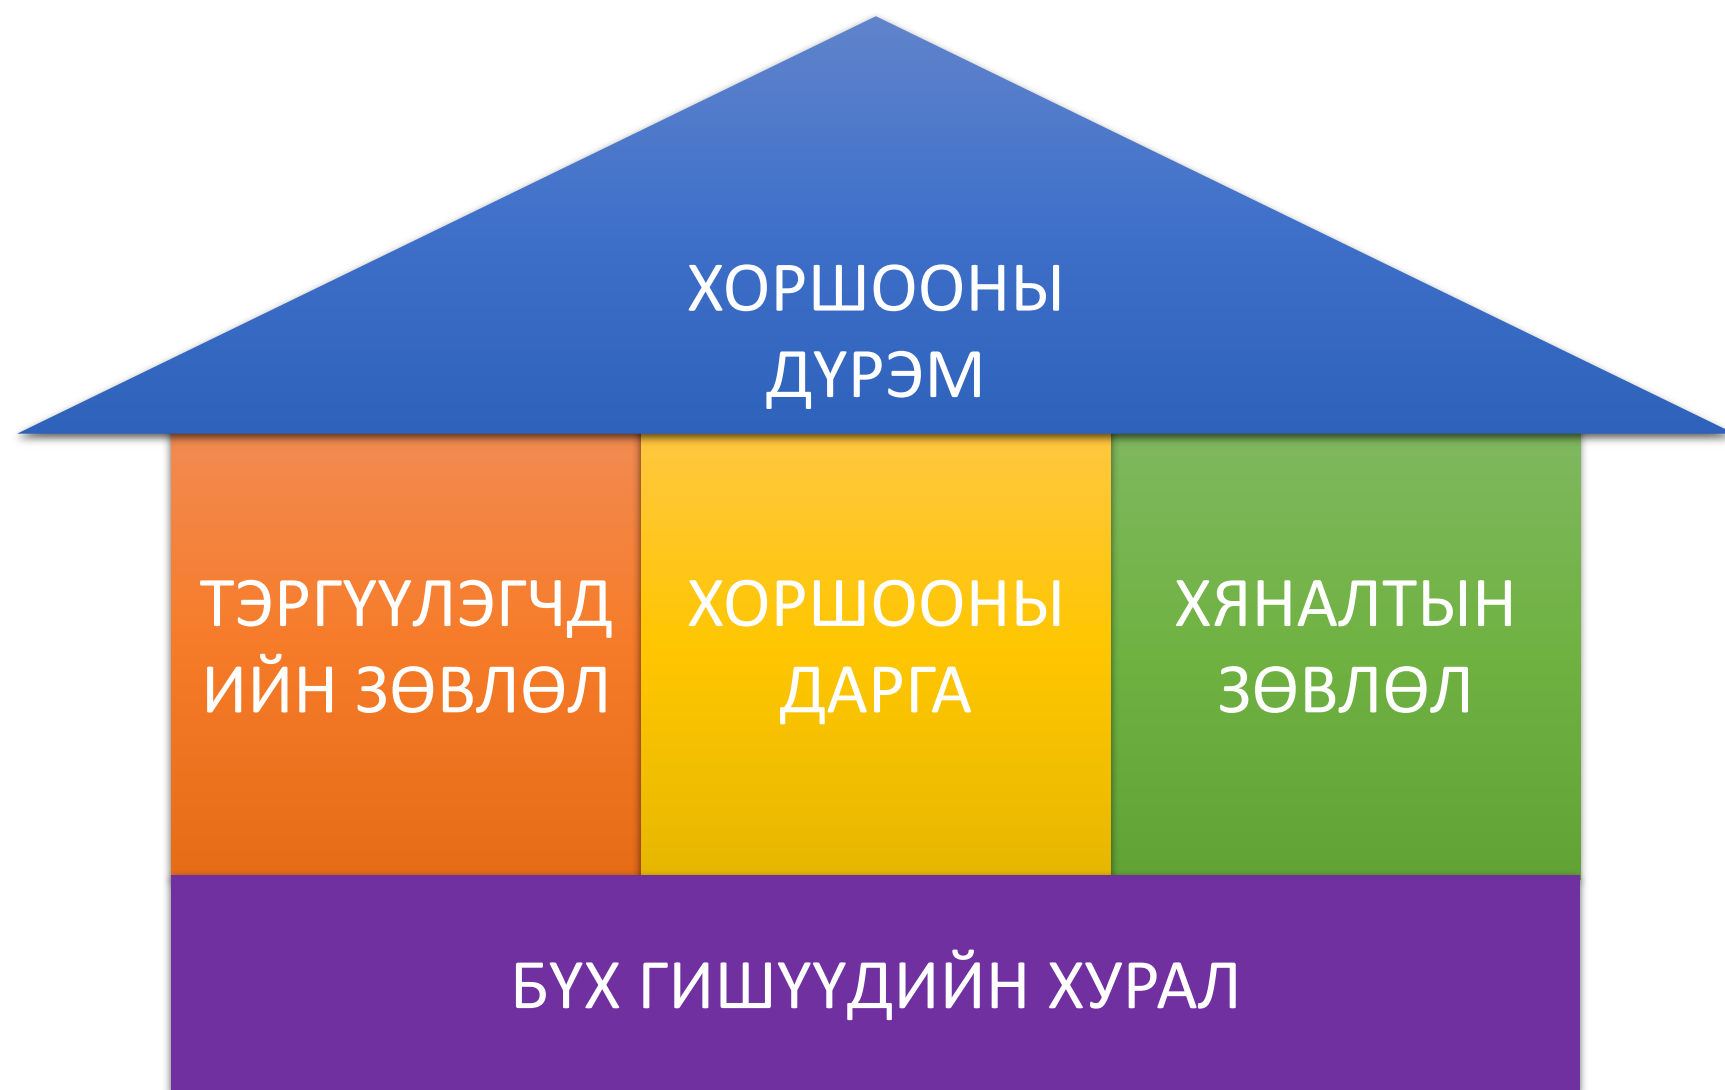 ХОРШООНЫ
ДҮРЭМ
ТЭРГҮҮЛЭГЧД
ИЙН ЗӨВЛӨЛ
ХОРШООНЫ
ДАРГА
ХЯНАЛТЫН
ЗӨВЛӨЛ
БҮХ ГИШҮҮДИЙН ХУРАЛ